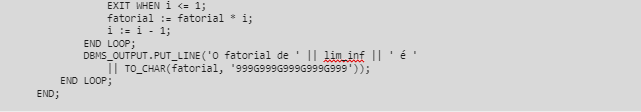 EXIT WHEN i <= 1;
fatorial := fatorial * i;
i := i - 1;
END LOOP;
DBMS_OUTPUT.PUT_LINE('O fatorial de ' || lim_inf || ' é '
|| TO_CHAR(fatorial, '999G999G999G999G999'));
END LOOP;
END;